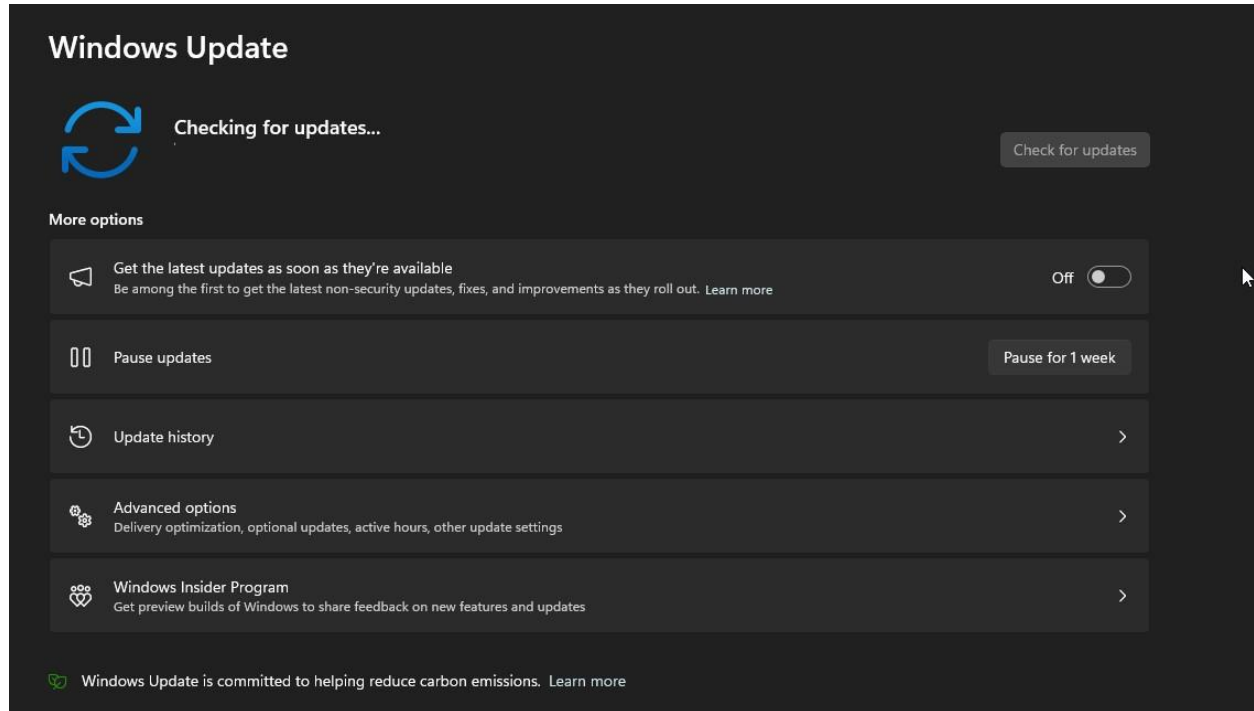 Windows Update
Checking for updates...
Check for updates
More options
Get the latest updates as soon as they're available
Be among the first to get the latest non-security updates, fixes, and improvements as they roll out. Learn more
Off
Pause updates
Pause for 1 week
Update history
Advanced options
Delivery optimization, optional updates, active hours, other update settings
Windows Insider Program
Get preview builds of Windows to share feedback on new features and updates
Windows Update is committed to helping reduce carbon emissions. Learn more